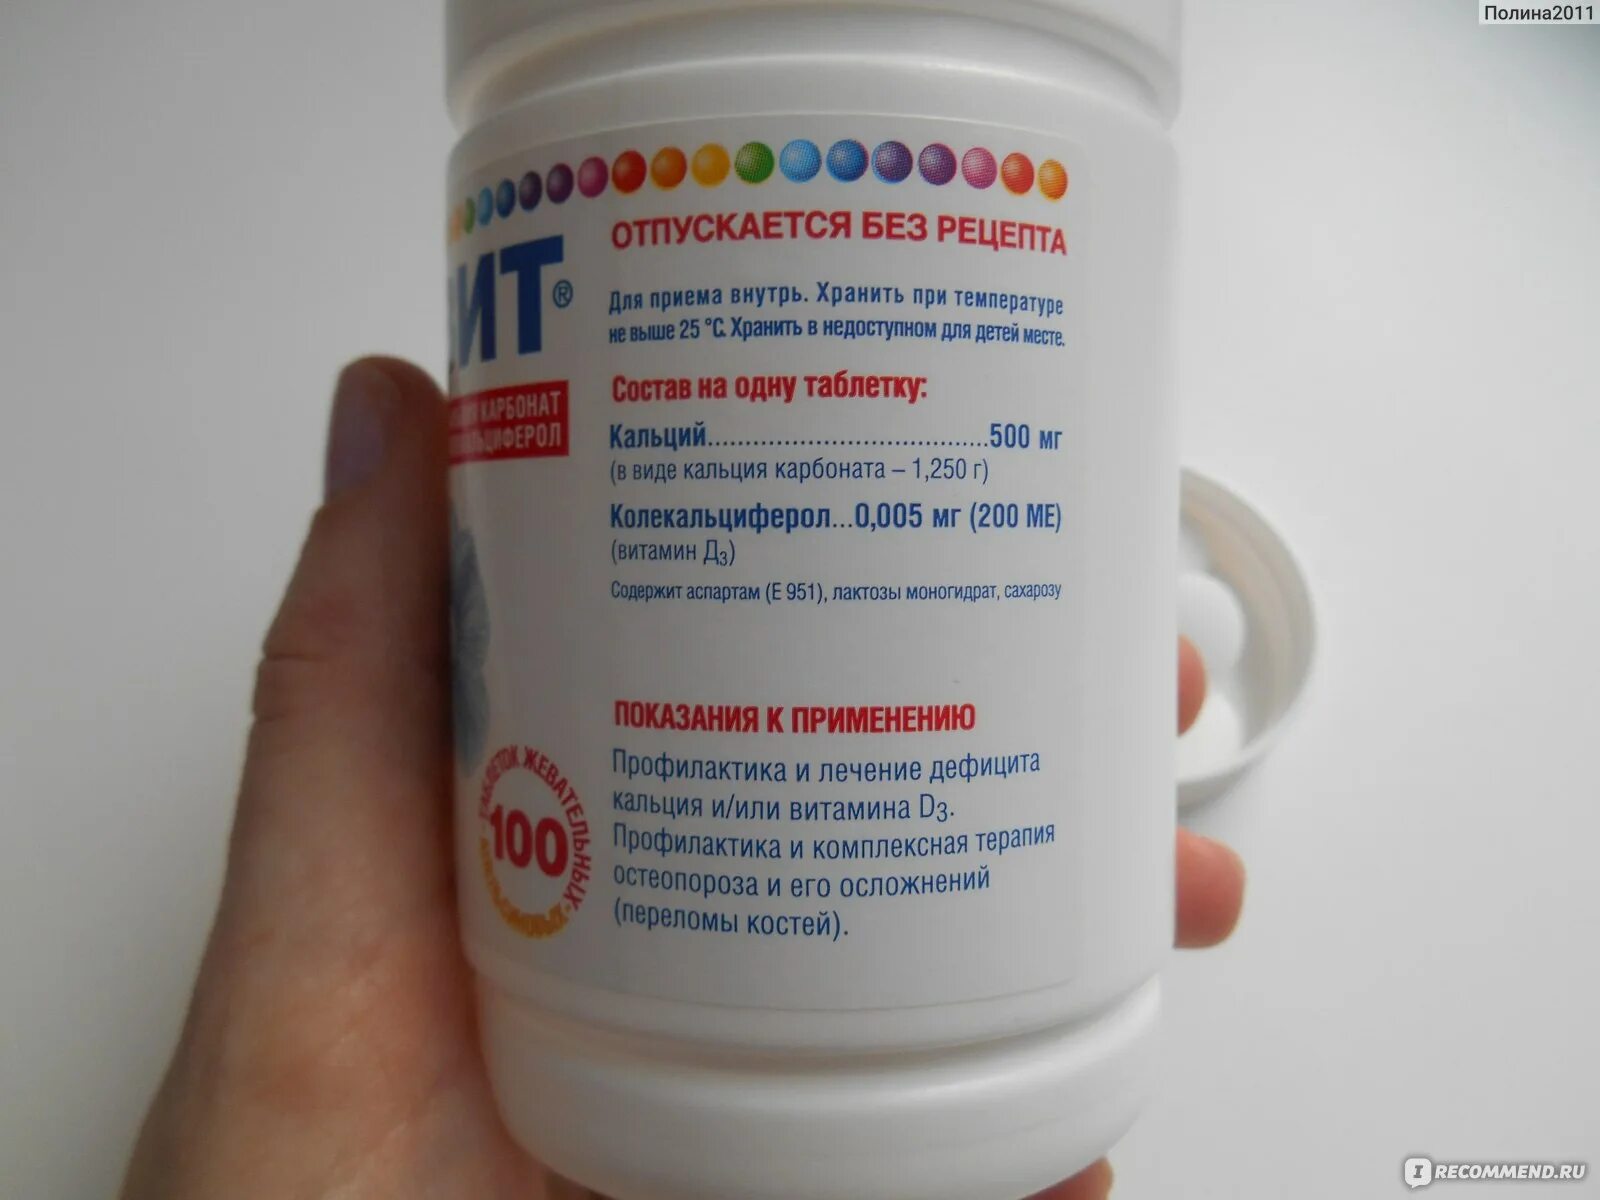 Полина2011
ОТПУСКАЕТСЯ БЕЗ РЕЦЕПТА
Для приема внутрь. Хранить при температуре
не выше 25 °С. Хранить в недоступном для детей месте.
Состав на одну таблетку:
Кальций......................................500 мг
(в виде кальция карбоната – 1,250 г)
Колекальциферол...0,005 мг (200 МЕ)
(витамин Д3)
Содержит аспартам (Е 951), лактозы моногидрат, сахарозу
ПОКАЗАНИЯ К ПРИМЕНЕНИЮ
Профилактика и лечение дефицита
кальция и/или витамина D3.
Профилактика и комплексная терапия
остеопороза и его осложнений
(переломы костей).
ИТ®
КАРБОНАТ
ТАБЛЕТОК ЖЕВАТЕЛЬНЫХ
100
IRECOMMEND.RU